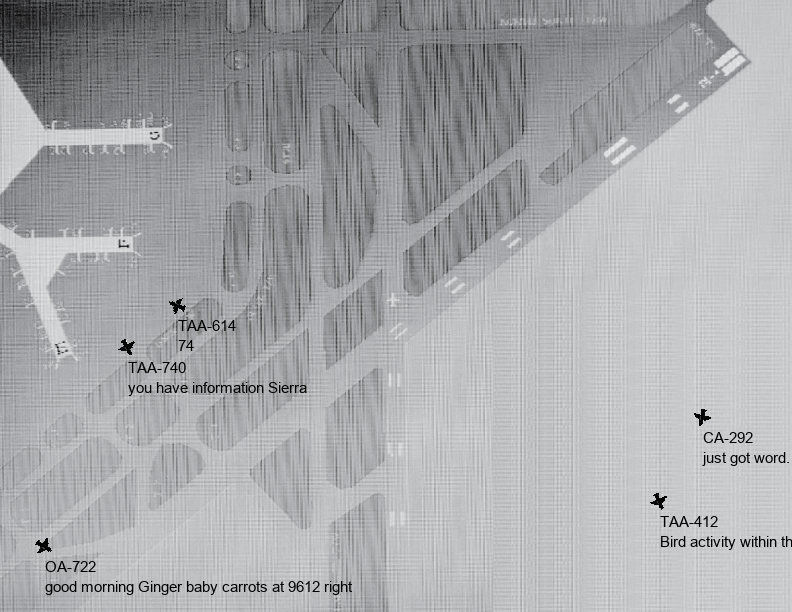 G
F
TAA-614
74
TAA-740
you have information Sierra
CA-292
just got word.
TAA-412
Bird activity within th
OA-722
good morning Ginger baby carrots at 9612 right